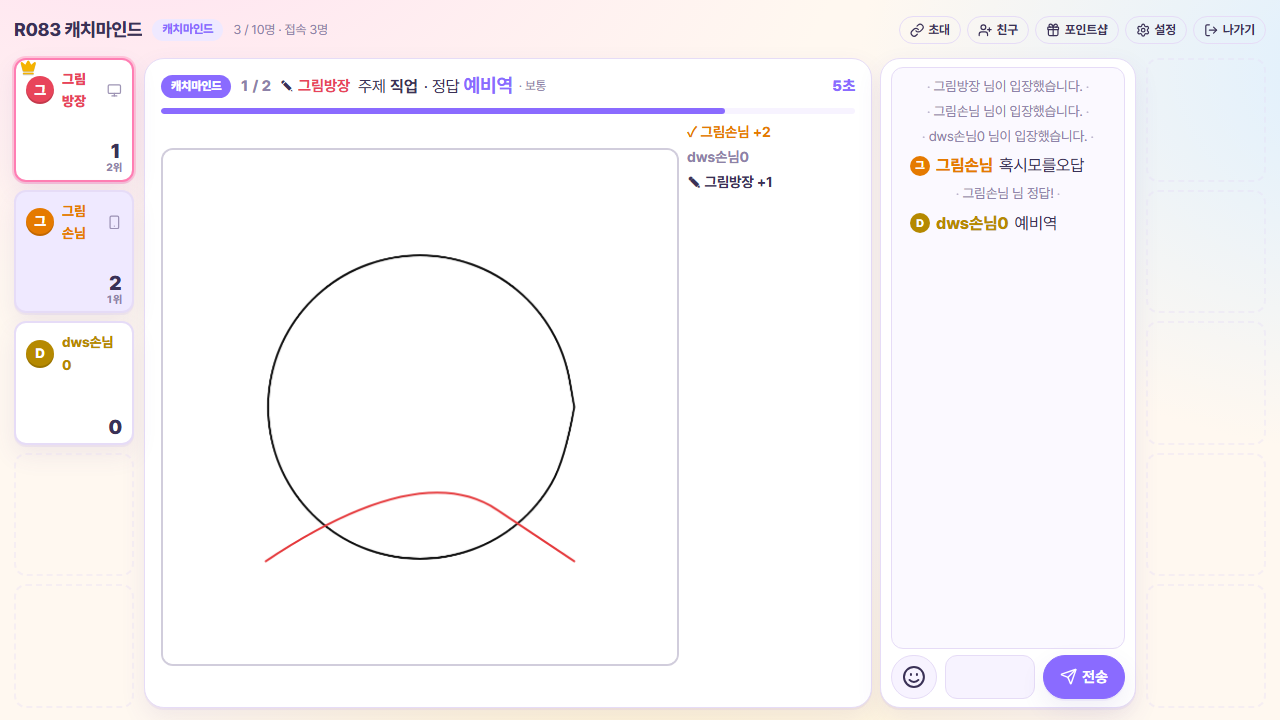 R083 캐치마인드 캐치마인드 3 / 10명 · 접속 3명 초대 친구 포인트샵 설정 나가기
그림방장
1
2위
그
그림손님
2
1위
그
dws손님0
0
D
캐치마인드 1 / 2 그림방장 주제 직업 · 정답 예비역 · 보통 5초
✓ 그림손님 +2
dws손님0
그림방장 +1
· 그림방장 님이 입장했습니다. ·
· 그림손님 님이 입장했습니다. ·
· dws손님0 님이 입장했습니다. ·
그 그림손님 혹시모를오답
· 그림손님 님 정답! ·
D dws손님0 예비역
전송